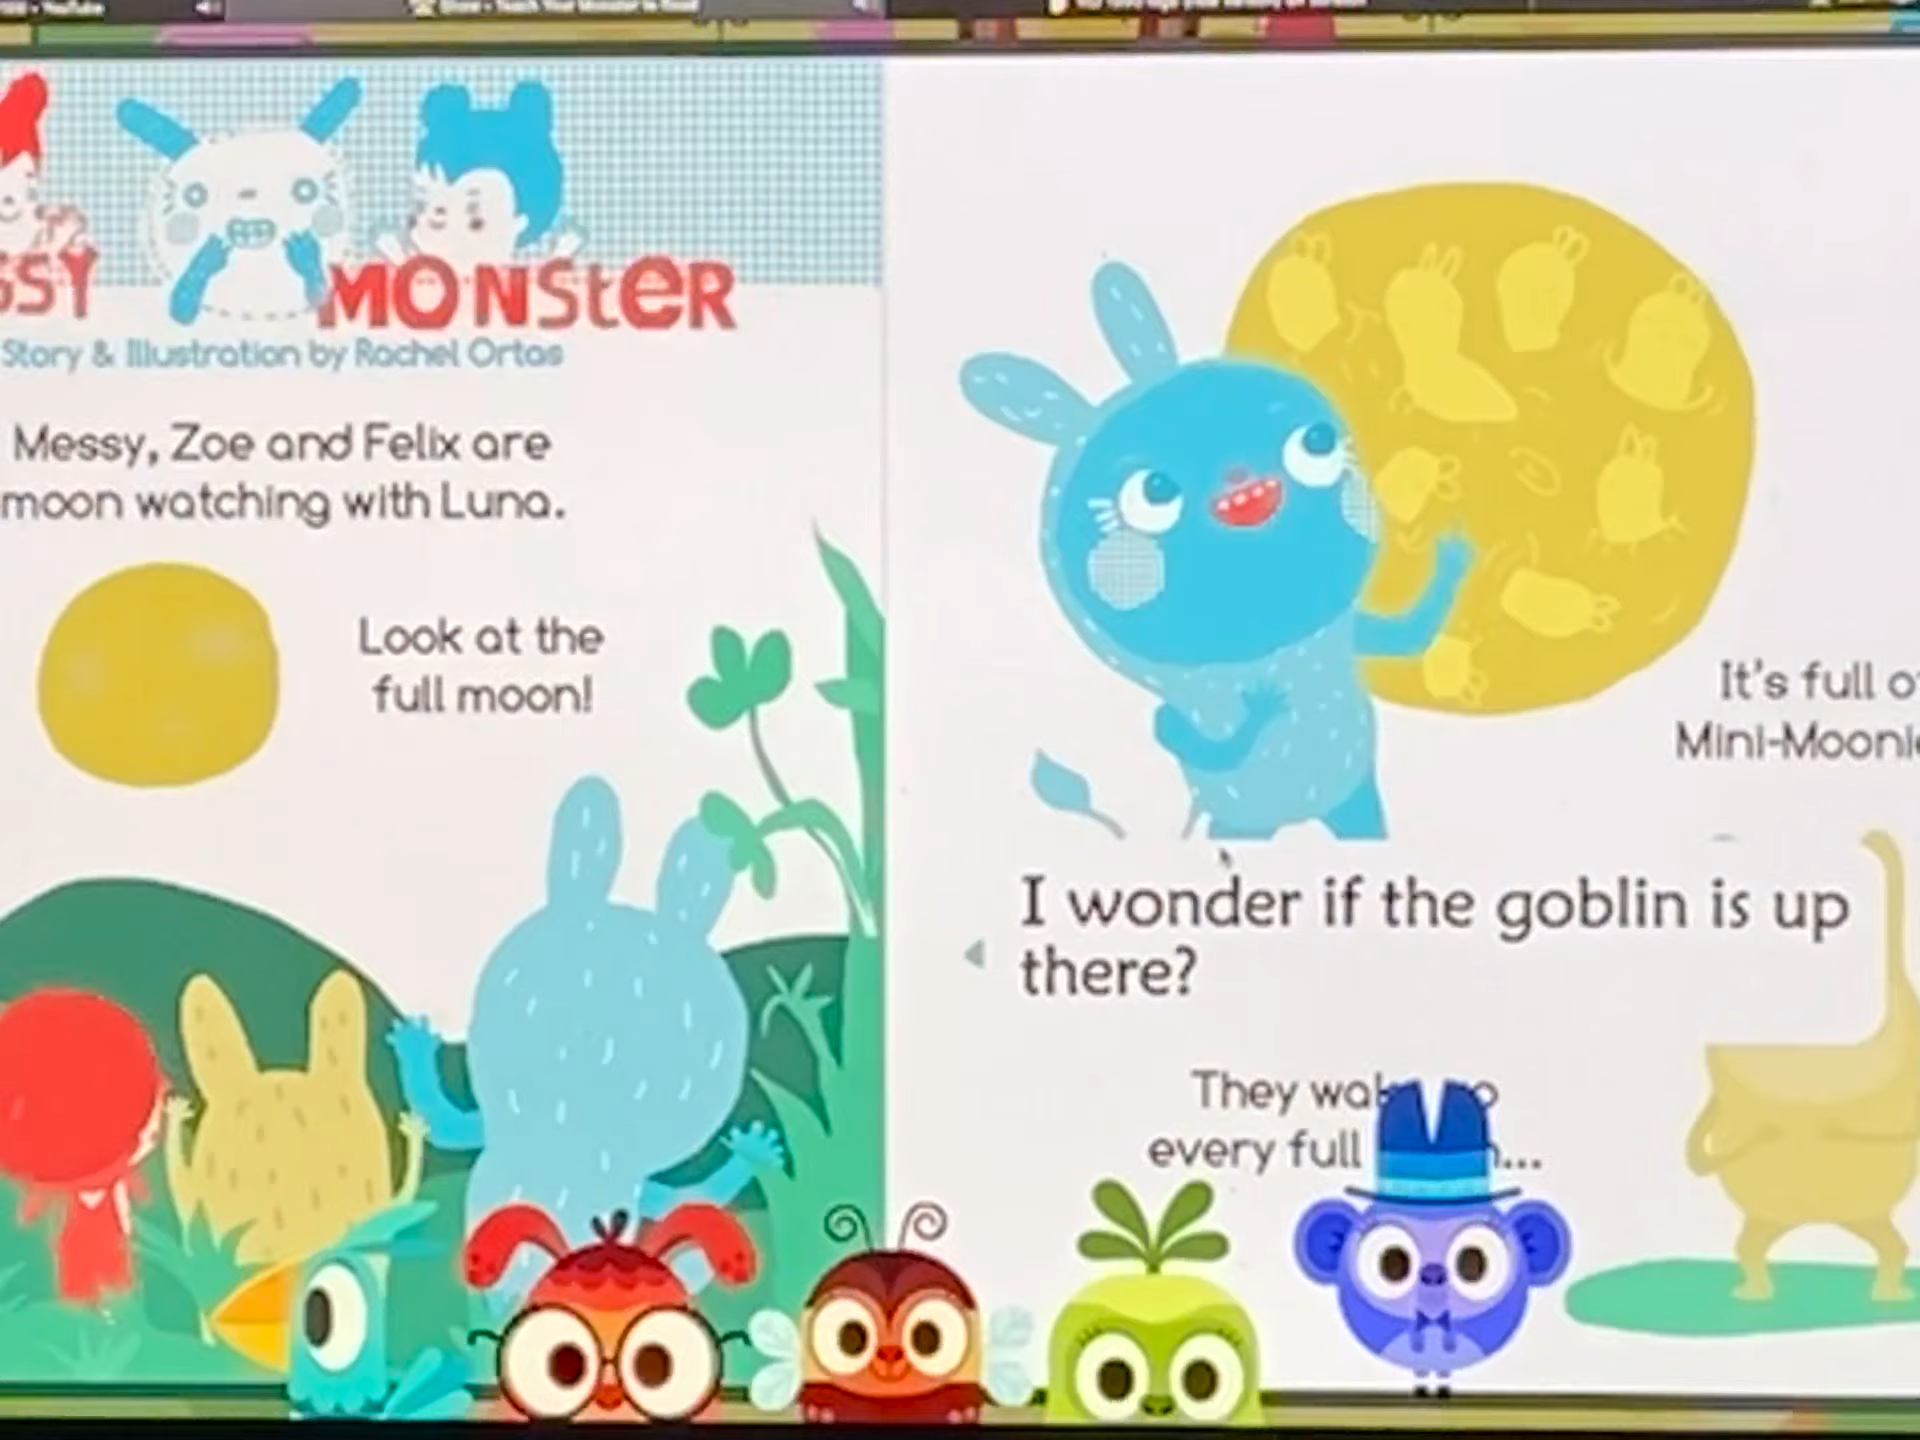 MONSTER
Story & Illustration by Rachel Ortas
Messy, Zoe and Felix are
moon watching with Luna.
Look at the
full moon!
It's full
Mini-Moonie
I wonder if the goblin is up
there?
They
every full